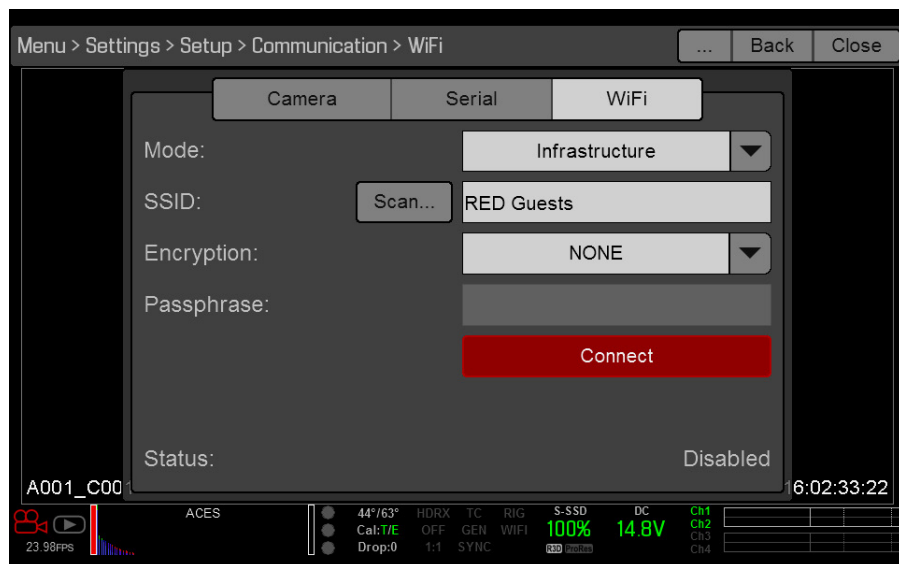 Menu > Settings > Setup > Communication > WiFi ... Back Close
Camera Serial WiFi
Mode: Infrastructure
SSID: Scan... RED Guests
Encryption: NONE
Passphrase:
Connect
Status: Disabled
A001_C001 16:02:33:22
ACES 44°/63° HDRX TC RIG S-SSD DC Ch1
Cal:T/E OFF GEN WIFI 100% 14.8V Ch2
23.98FPS Drop:0 1:1 SYNC R3D ProRes Ch3
Ch4